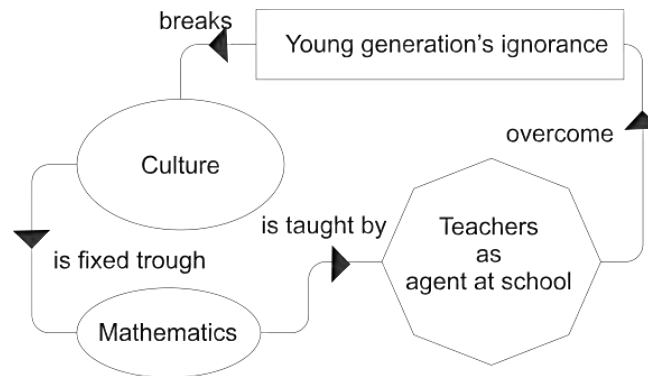 breaks
Young generation's ignorance
overcome
Culture
is taught by
Teachers
as
agent at school
is fixed trough
Mathematics